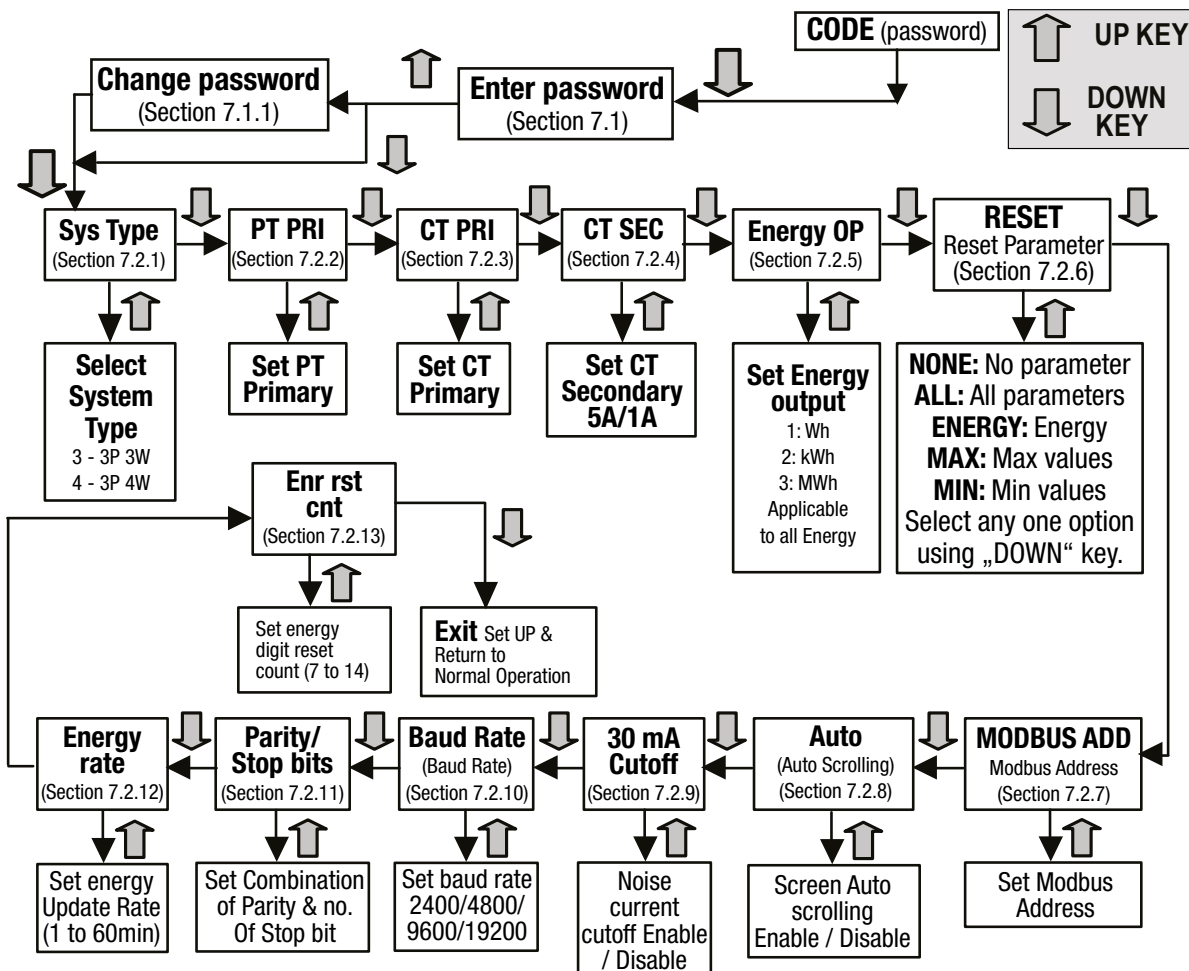 CODE (password)
UP KEY
DOWN
KEY
Change password
(Section 7.1.1)
Enter password
(Section 7.1)
Sys Type
(Section 7.2.1)
PT PRI
(Section 7.2.2)
CT PRI
(Section 7.2.3)
CT SEC
(Section 7.2.4)
Energy OP
(Section 7.2.5)
RESET
Reset Parameter
(Section 7.2.6)
Select
System
Type
3 - 3P 3W
4 - 3P 4W
Set PT
Primary
Set CT
Primary
Set CT
Secondary
5A/1A
Set Energy
output
1: Wh
2: kWh
3: MWh
Applicable
to all Energy
NONE: No parameter
ALL: All parameters
ENERGY: Energy
MAX: Max values
MIN: Min values
Select any one option
using „DOWN“ key.
Enr rst
cnt
(Section 7.2.13)
Set energy
digit reset
count (7 to 14)
Exit Set UP &
Return to
Normal Operation
Energy
rate
(Section 7.2.12)
Parity/
Stop bits
(Section 7.2.11)
Baud Rate
(Baud Rate)
(Section 7.2.10)
30 mA
Cutoff
(Section 7.2.9)
Auto
(Auto Scrolling)
(Section 7.2.8)
MODBUS ADD
Modbus Address
(Section 7.2.7)
Set energy
Update Rate
(1 to 60min)
Set Combination
of Parity & no.
Of Stop bit
Set baud rate
2400/4800/
9600/19200
Noise
current
cutoff Enable
/ Disable
Screen Auto
scrolling
Enable / Disable
Set Modbus
Address